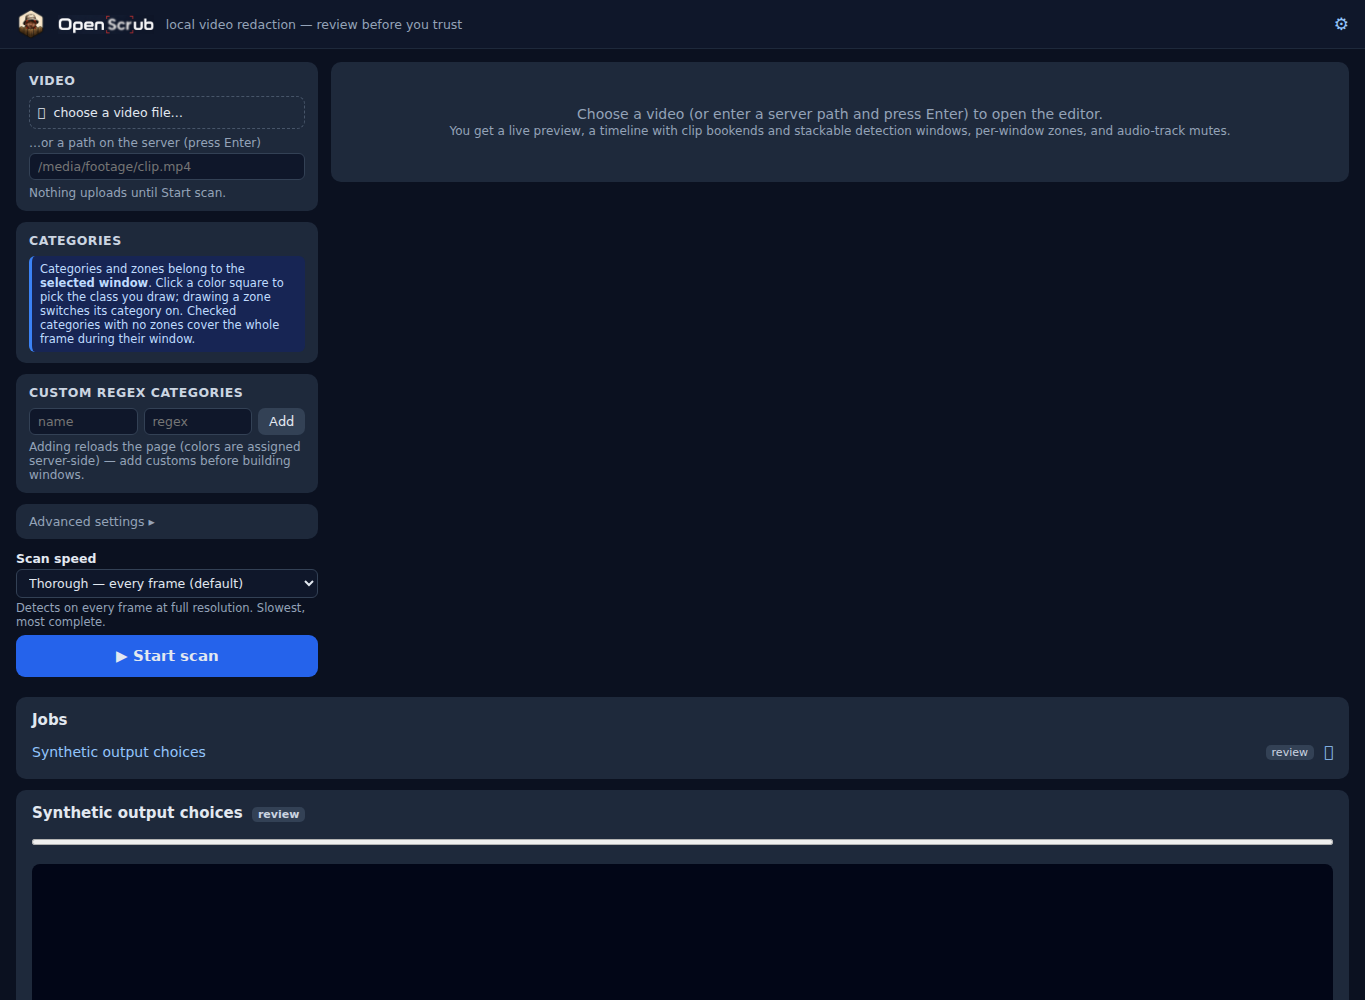 OpenScrub local video redaction — review before you trust
VIDEO
choose a video file...
...or a path on the server (press Enter)
/media/footage/clip.mp4
Nothing uploads until Start scan.
Choose a video (or enter a server path and press Enter) to open the editor.
You get a live preview, a timeline with clip bookends and stackable detection windows, per-window zones, and audio-track mutes.
CATEGORIES
Categories and zones belong to the
selected window. Click a color square to
pick the class you draw; drawing a zone
switches its category on. Checked
categories with no zones cover the whole
frame during their window.
CUSTOM REGEX CATEGORIES
name regex Add
Adding reloads the page (colors are assigned
server-side) — add customs before building
windows.
Advanced settings ▸
Scan speed
Thorough — every frame (default)
Detects on every frame at full resolution. Slowest,
most complete.
▶ Start scan
Jobs
Synthetic output choices review
Synthetic output choices review